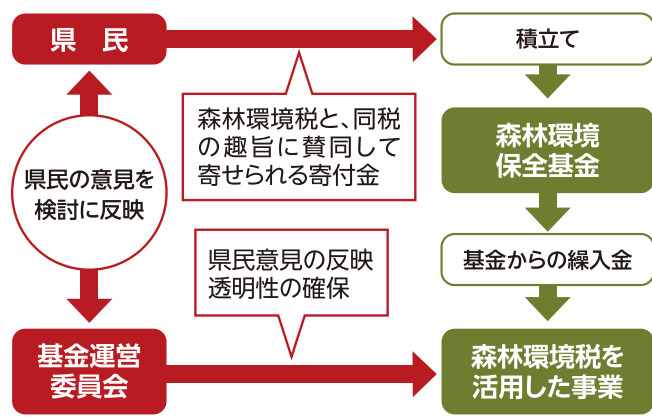 県 民
積立て
森林環境税と、同税
の趣旨に賛同して
寄せられる寄付金
森林環境
保全基金
県民の意見を
検討に反映
県民意見の反映
透明性の確保
基金からの繰入金
基金運営
委員会
森林環境税を
活用した事業